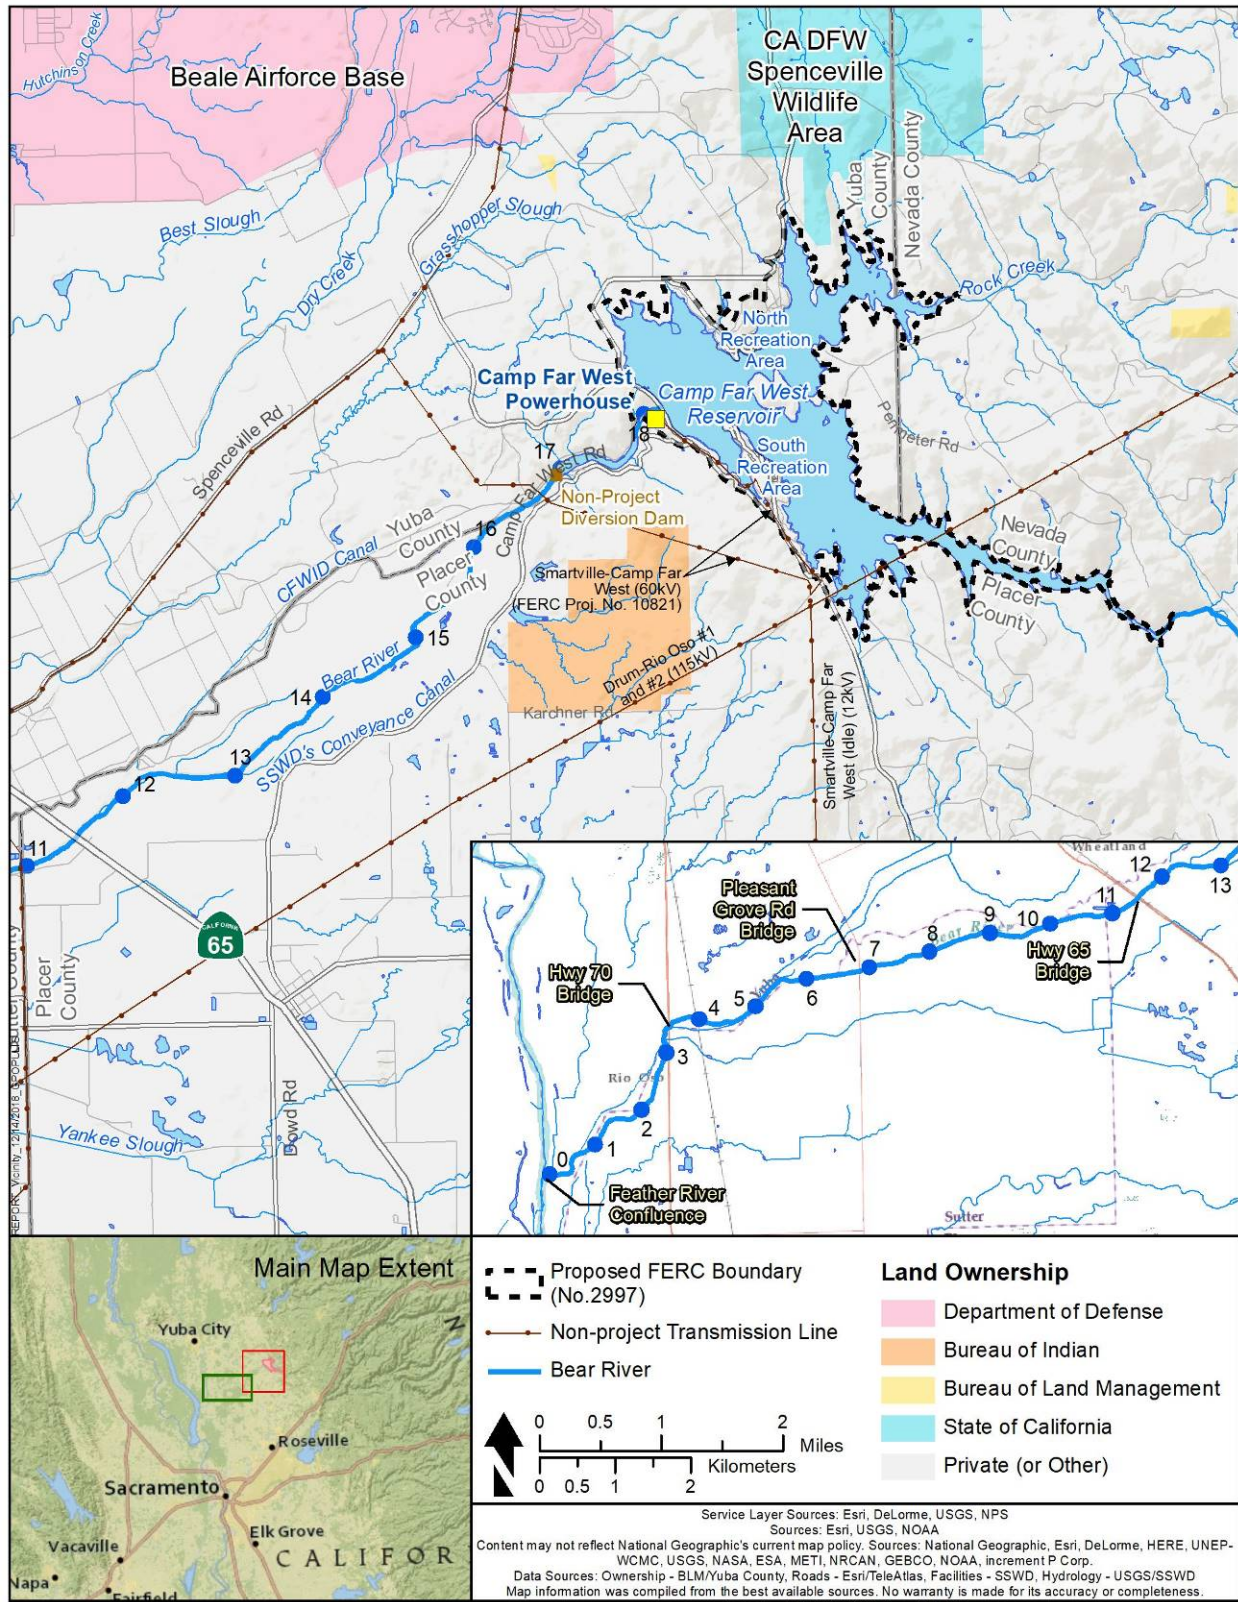 Hutchinson Creek
Beale Airforce Base
CA DFW
Spenceville
Wildlife
Area
Yuba
County
Nevada County
Best Slough
Dry Creek
Grasshopper Slough
Rock Creek
North
Recreation
Area
Camp Far West
Powerhouse
Camp Far West
Reservoir
18
Perimeter Rd
Spenceville Rd
17
Camp Far West Rd
South
Recreation
Area
Non-Project
Diversion Dam
Yuba
County
Placer
County
16
CFWID Canal
Nevada
County
Placer
County
Smartville-Camp Far
West (60kV)
(FERC Proj. No. 10821)
15
Bear River
14
Drum-Rio Oso #1
and #2 (115kV)
Karchner Rd
SSWD's Conveyance Canal
Smartville-Camp Far
West (Idle) (12kV)
13
12
11
CALIFORNIA
65
Placer
County
Dowd Rd
Yankee Slough
Wheatland
12
13
Pleasant
Grove Rd
Bridge
11
10
9
8
Bear River
7
Hwy 65
Bridge
Hwy 70
Bridge
6
5
4
Yuba
3
Rio Oso
2
1
0
Feather River
Confluence
Sutter
Main Map Extent
Yuba City
Roseville
Sacramento
Elk Grove
Vacaville
CALIFOR
Napa
Fairfield
N
Proposed FERC Boundary
(No.2997)
Non-project Transmission Line
Bear River
0 0.5 1 2
Miles
Kilometers
0 0.5 1 2
N
Land Ownership
Department of Defense
Bureau of Indian
Bureau of Land Management
State of California
Private (or Other)
Service Layer Sources: Esri, DeLorme, USGS, NPS
Sources: Esri, USGS, NOAA
Content may not reflect National Geographic's current map policy. Sources: National Geographic, Esri, DeLorme, HERE, UNEP-
WCMC, USGS, NASA, ESA, METI, NRCAN, GEBCO, NOAA, increment P Corp.
Data Sources: Ownership - BLM/Yuba County, Roads - Esri/TeleAtlas, Facilities - SSWD, Hydrology - USGS/SSWD
Map information was compiled from the best available sources. No warranty is made for its accuracy or completeness.